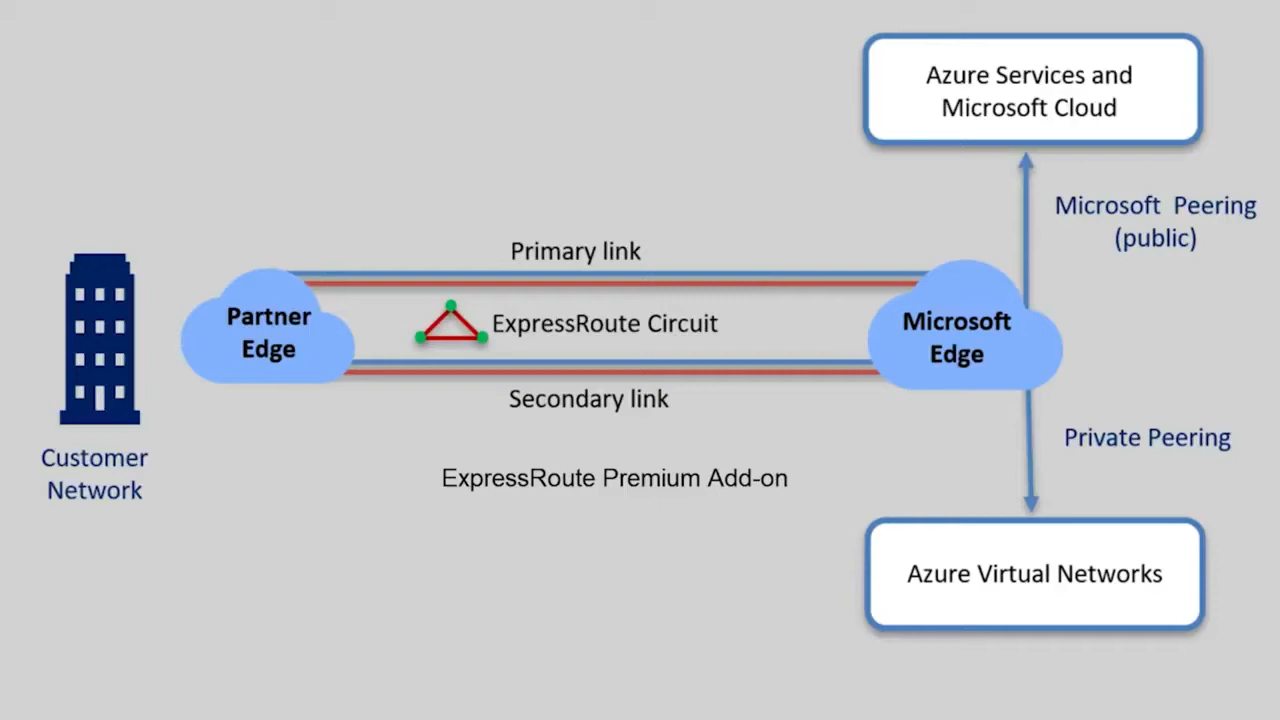 Azure Services and
Microsoft Cloud
Microsoft Peering
(public)
Primary link
Partner
Edge
ExpressRoute Circuit
Microsoft
Edge
Secondary link
Private Peering
Customer
Network
ExpressRoute Premium Add-on
Azure Virtual Networks